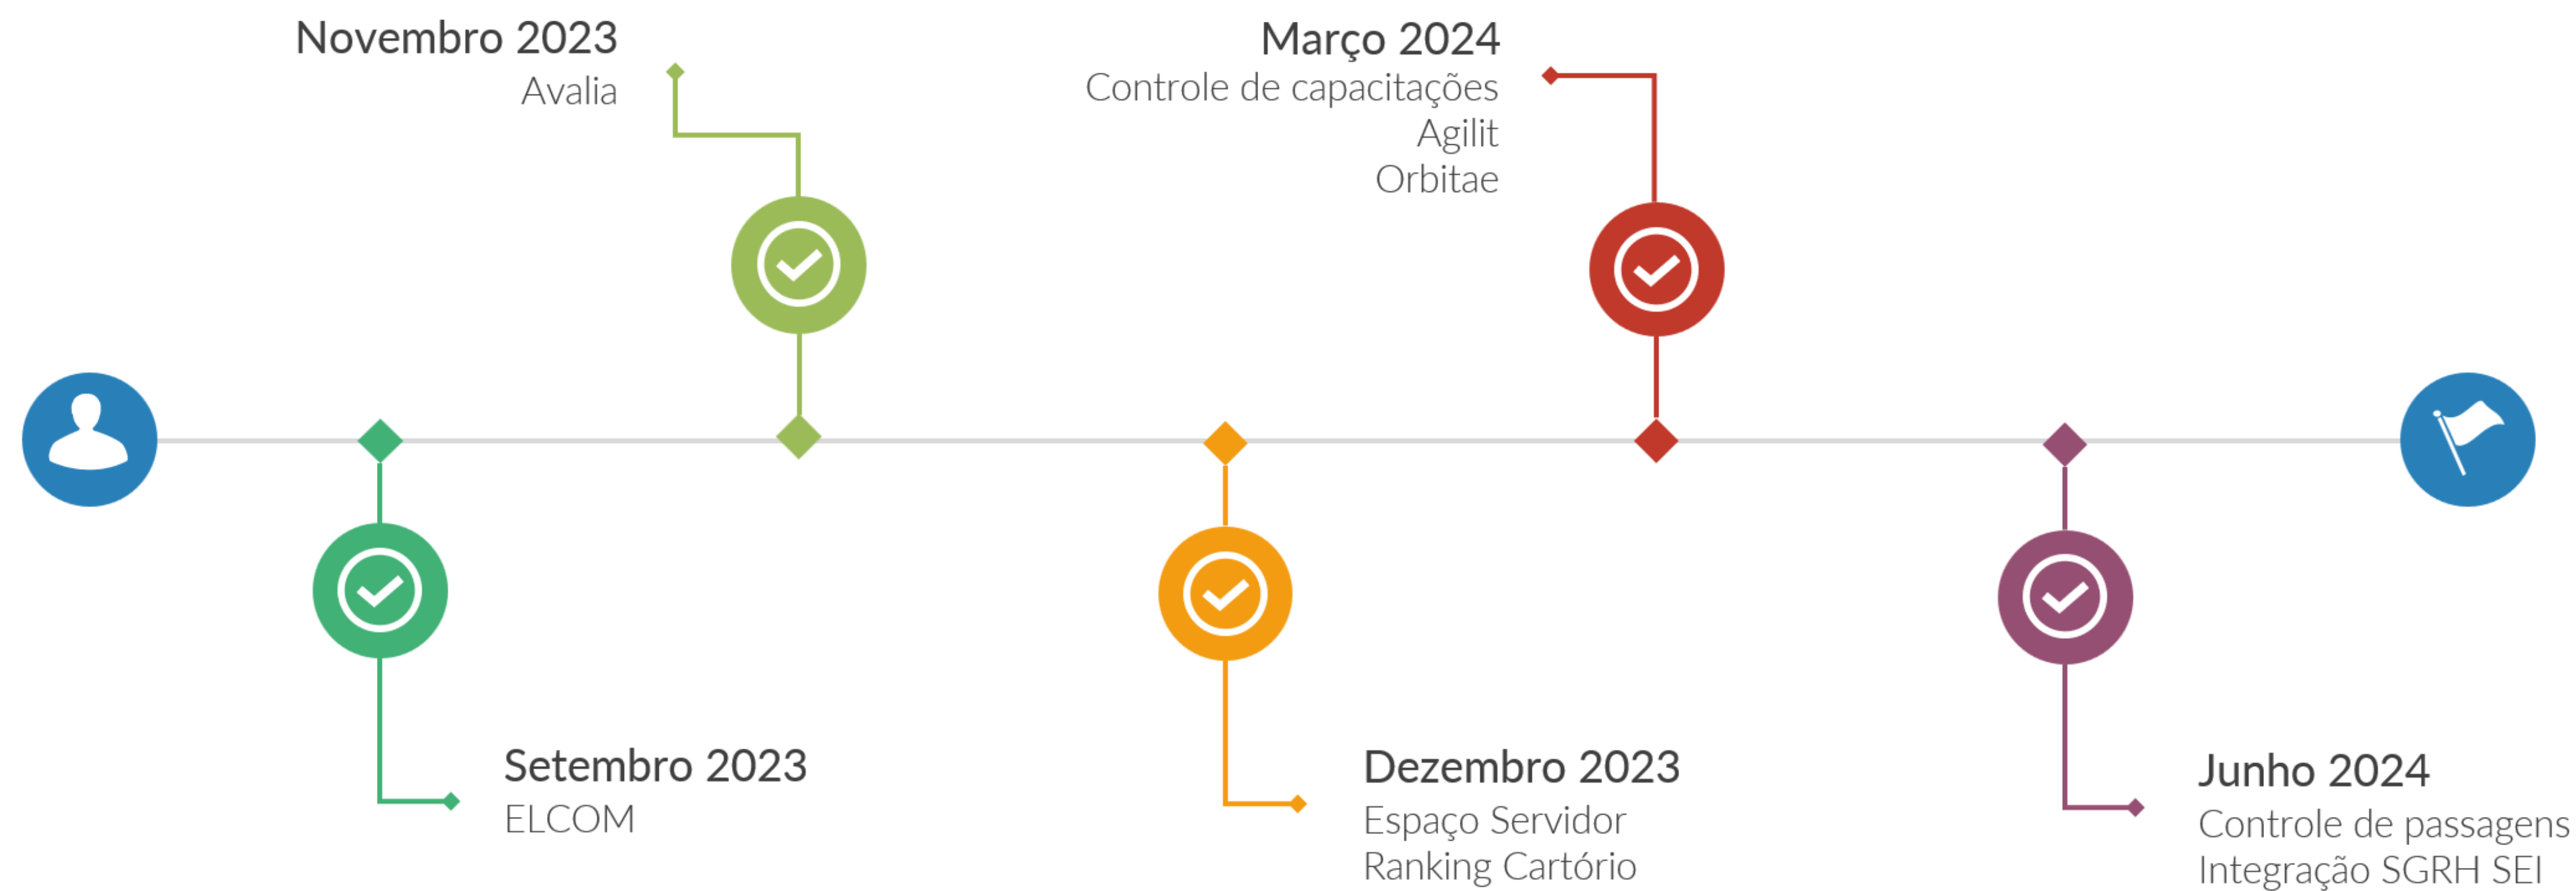 Novembro 2023
Avalia
Março 2024
Controle de capacitações
Agilit
Orbitae
Setembro 2023
ELCOM
Dezembro 2023
Espaço Servidor
Ranking Cartório
Junho 2024
Controle de passagens
Integração SGRH SEI